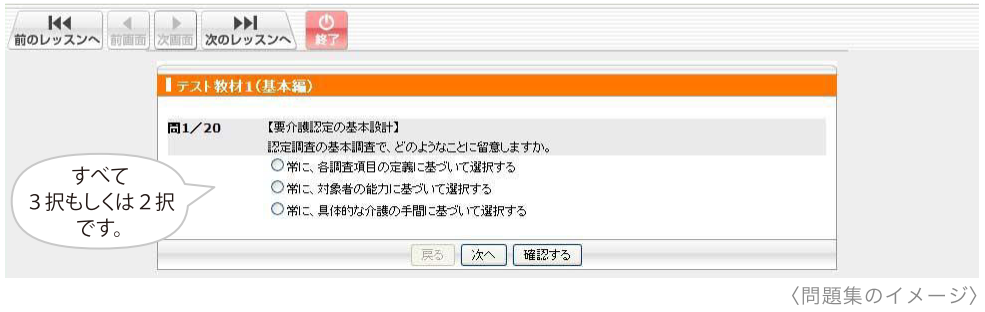 前のレッスンへ
前画面
次画面
次のレッスンへ
終了
テスト教材1(基本編)
問1/20
【要介護認定の基本設計】
認定調査の基本調査で、どのようなことに留意しますか。
常に、各調査項目の定義に基づいて選択する
常に、対象者の能力に基づいて選択する
常に、具体的な介護の手間に基づいて選択する
すべて
3択もしくは2択
です。
戻る
次へ
確認する
〈問題集のイメージ〉